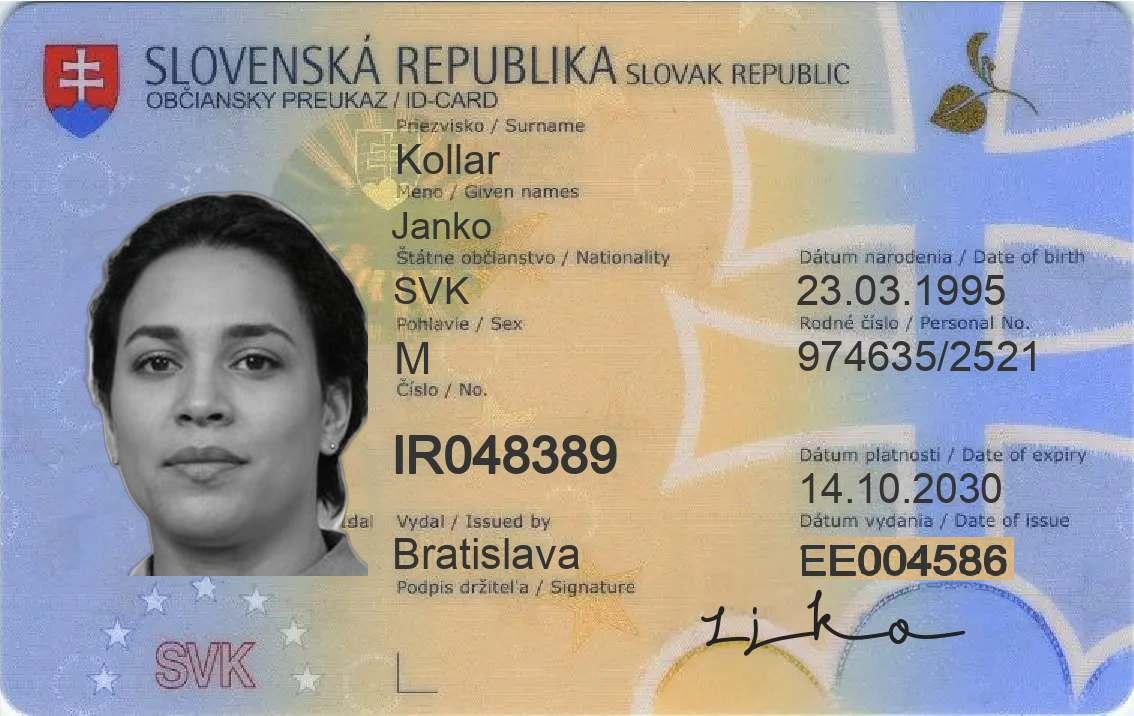 SLOVENSKÁ REPUBLIKA SLOVAK REPUBLIC
OBČIANSKY PREUKAZ / ID-CARD
Priezvisko / Surname
Kollar
Meno / Given names
Janko
Štátne občianstvo / Nationality
SVK
Dátum narodenia / Date of birth
23.03.1995
Pohlavie / Sex
M
Rodné číslo / Personal No.
974635/2521
Číslo / No.
IR048389
Dátum platnosti / Date of expiry
14.10.2030
Vydal / Issued by
Bratislava
Dátum vydania / Date of issue
EE004586
Podpis držiteľa / Signature
SVK